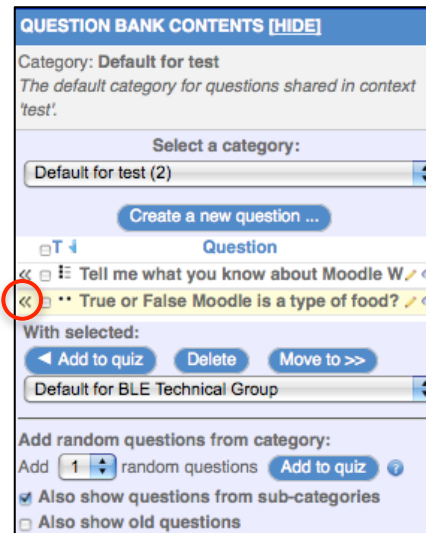 QUESTION BANK CONTENTS [HIDE]
Category: Default for test
The default category for questions shared in context
'test'.
Select a category:
Default for test (2)
Create a new question ...
T Question
« Tell me what you know about Moodle W
« True or False Moodle is a type of food?
With selected:
Add to quiz Delete Move to >>
Default for BLE Technical Group
Add random questions from category:
Add 1 random questions Add to quiz ?
Also show questions from sub-categories
Also show old questions